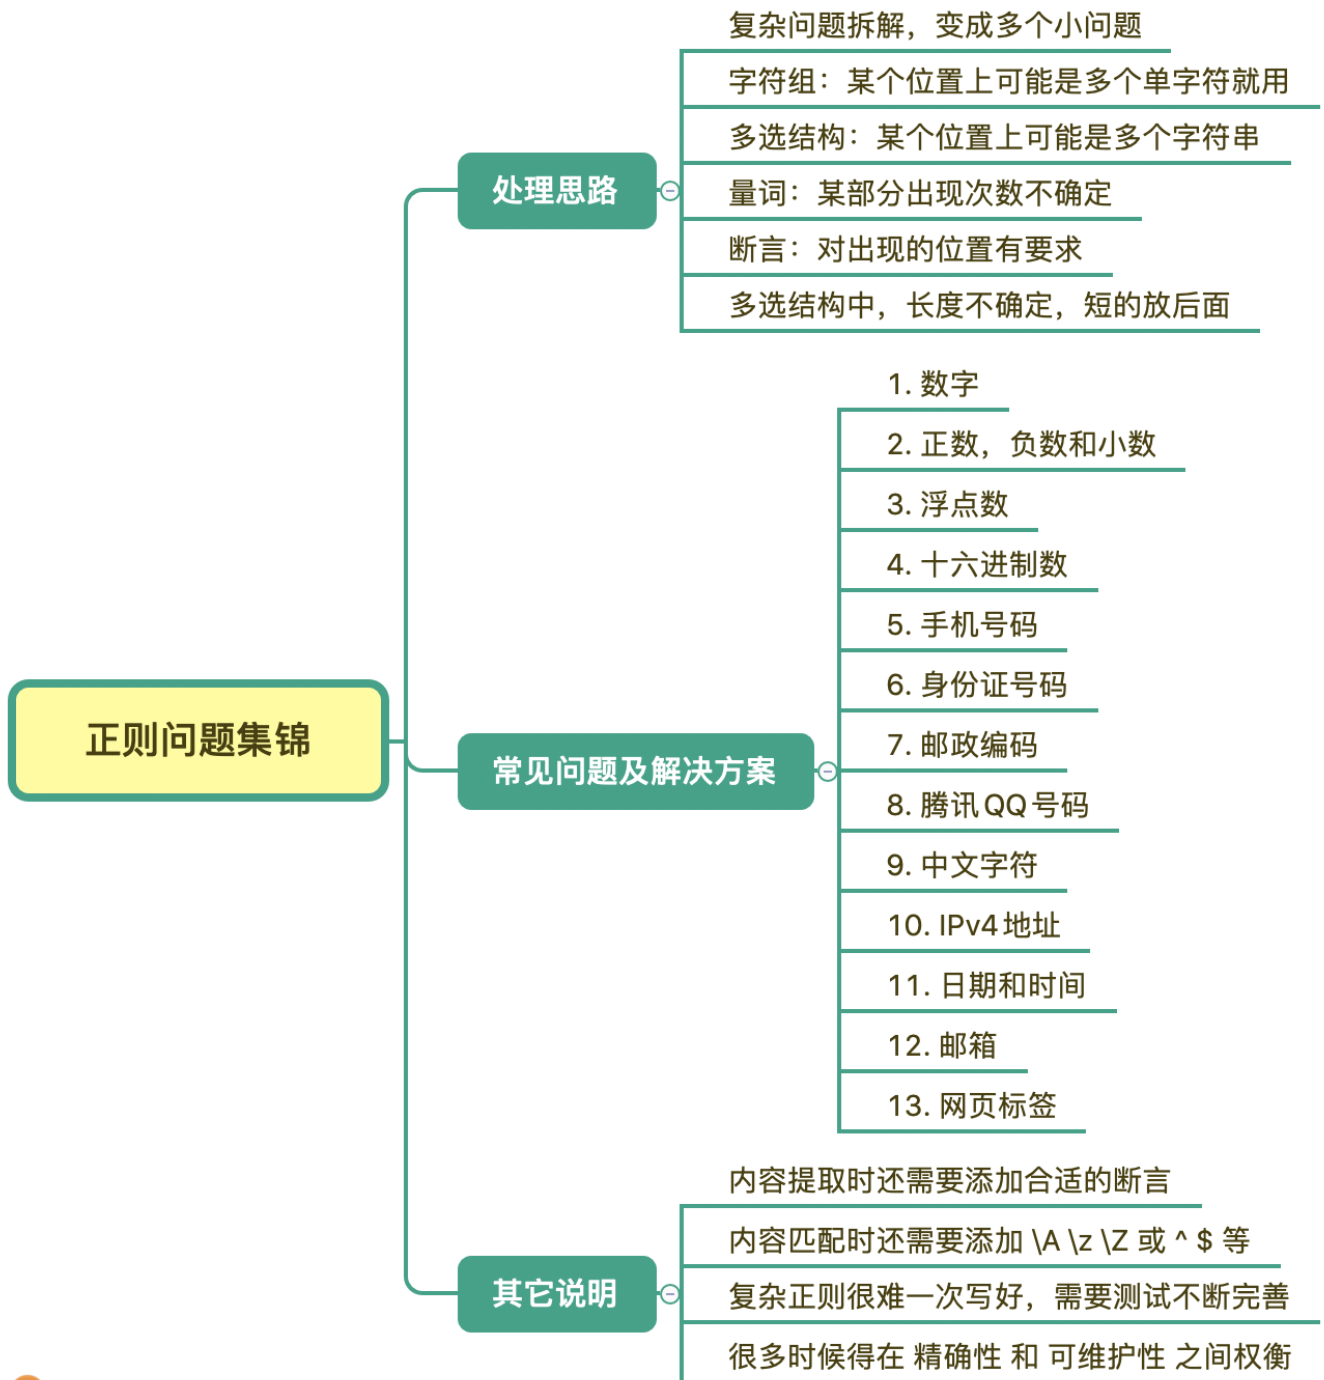 复杂问题拆解，变成多个小问题
字符组：某个位置上可能是多个单字符就用
多选结构：某个位置上可能是多个字符串
处理思路
量词：某部分出现次数不确定
断言：对出现的位置有要求
多选结构中，长度不确定，短的放后面
1. 数字
2. 正数，负数和小数
3. 浮点数
4. 十六进制数
5. 手机号码
6. 身份证号码
正则问题集锦
7. 邮政编码
常见问题及解决方案
8. 腾讯QQ号码
9. 中文字符
10. IPv4地址
11. 日期和时间
12. 邮箱
13. 网页标签
内容提取时还需要添加合适的断言
内容匹配时还需要添加 \A \z \Z 或 ^ $ 等
其它说明
复杂正则很难一次写好，需要测试不断完善
很多时候得在 精确性 和 可维护性 之间权衡